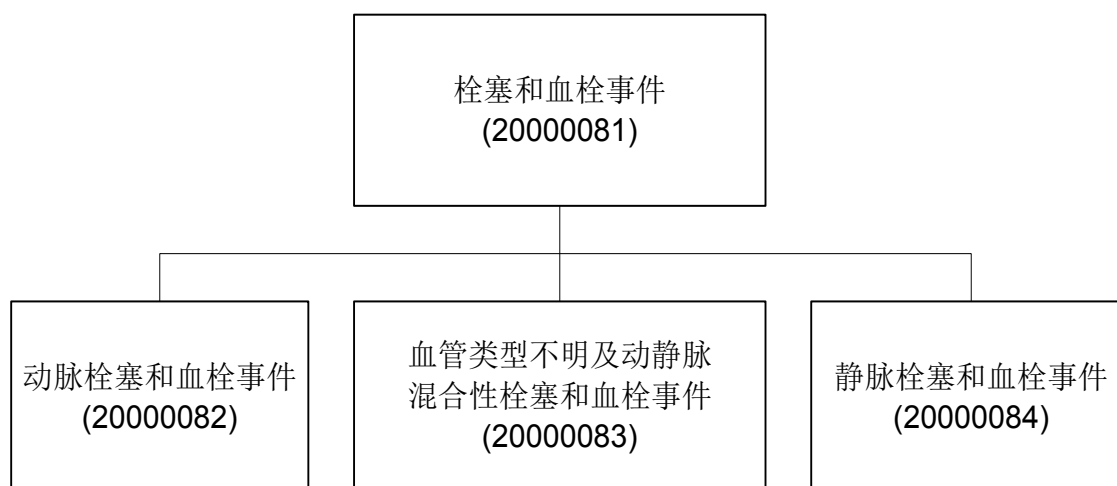 栓塞和血栓事件
(20000081)
动脉栓塞和血栓事件
(20000082)
血管类型不明及动静脉
混合性栓塞和血栓事件
(20000083)
静脉栓塞和血栓事件
(20000084)